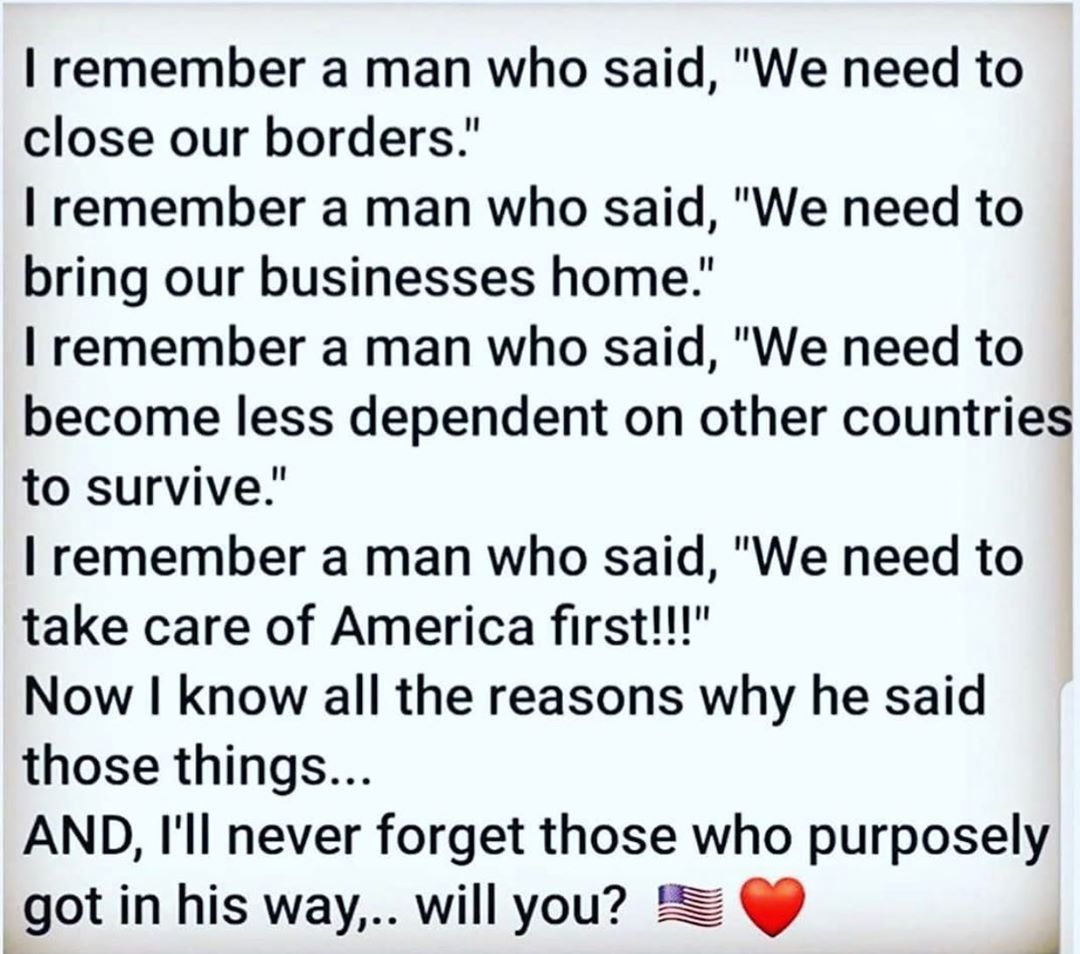 I remember a man who said, "We need to
close our borders."
I remember a man who said, "We need to
bring our businesses home."
I remember a man who said, "We need to
become less dependent on other countries
to survive."
I remember a man who said, "We need to
take care of America first!!!"
Now I know all the reasons why he said
those things...
AND, I'll never forget those who purposely
got in his way,.. will you? 🇺🇸 ❤️